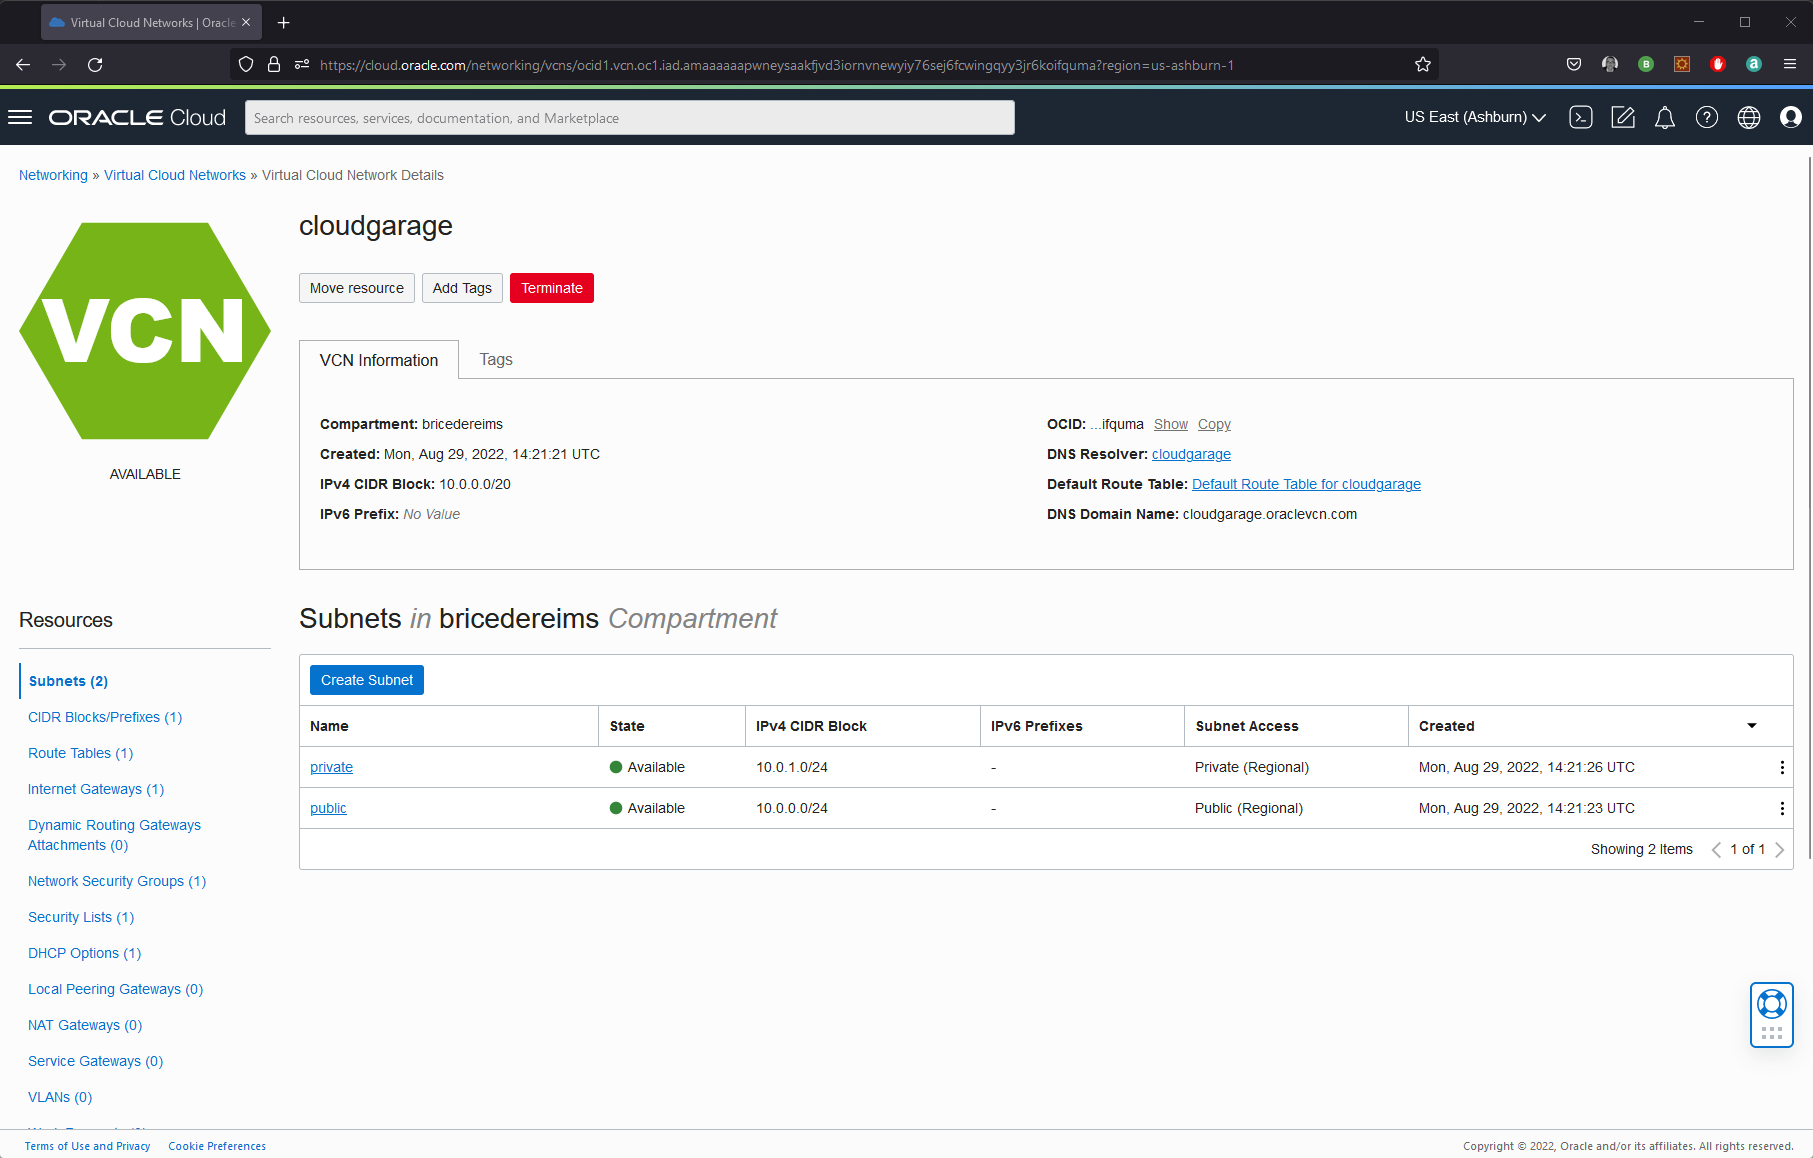 Virtual Cloud Networks | Oracle
https://cloud.oracle.com/networking/vcns/ocid1.vcn.oc1.iad.amaaaaaapwneysaakfjvd3iornvnewyiy76sej6fcwingqyy3jr6koifquma?region=us-ashburn-1
B
a
ORACLE Cloud
Search resources, services, documentation, and Marketplace
US East (Ashburn)
Networking » Virtual Cloud Networks » Virtual Cloud Network Details
VCN
AVAILABLE
cloudgarage
Move resource Add Tags Terminate
VCN Information Tags
Compartment: bricedereims
Created: Mon, Aug 29, 2022, 14:21:21 UTC
IPv4 CIDR Block: 10.0.0.0/20
IPv6 Prefix: No Value
OCID: ...ifquma Show Copy
DNS Resolver: cloudgarage
Default Route Table: Default Route Table for cloudgarage
DNS Domain Name: cloudgarage.oraclevcn.com
Resources
Subnets (2)
CIDR Blocks/Prefixes (1)
Route Tables (1)
Internet Gateways (1)
Dynamic Routing Gateways
Attachments (0)
Network Security Groups (1)
Security Lists (1)
DHCP Options (1)
Local Peering Gateways (0)
NAT Gateways (0)
Service Gateways (0)
VLANs (0)
Subnets in bricedereims Compartment
Create Subnet
Name State IPv4 CIDR Block IPv6 Prefixes Subnet Access Created
private Available 10.0.1.0/24 - Private (Regional) Mon, Aug 29, 2022, 14:21:26 UTC
public Available 10.0.0.0/24 - Public (Regional) Mon, Aug 29, 2022, 14:21:23 UTC
Showing 2 Items 1 of 1
Terms of Use and Privacy Cookie Preferences
Copyright © 2022, Oracle and/or its affiliates. All rights reserved.